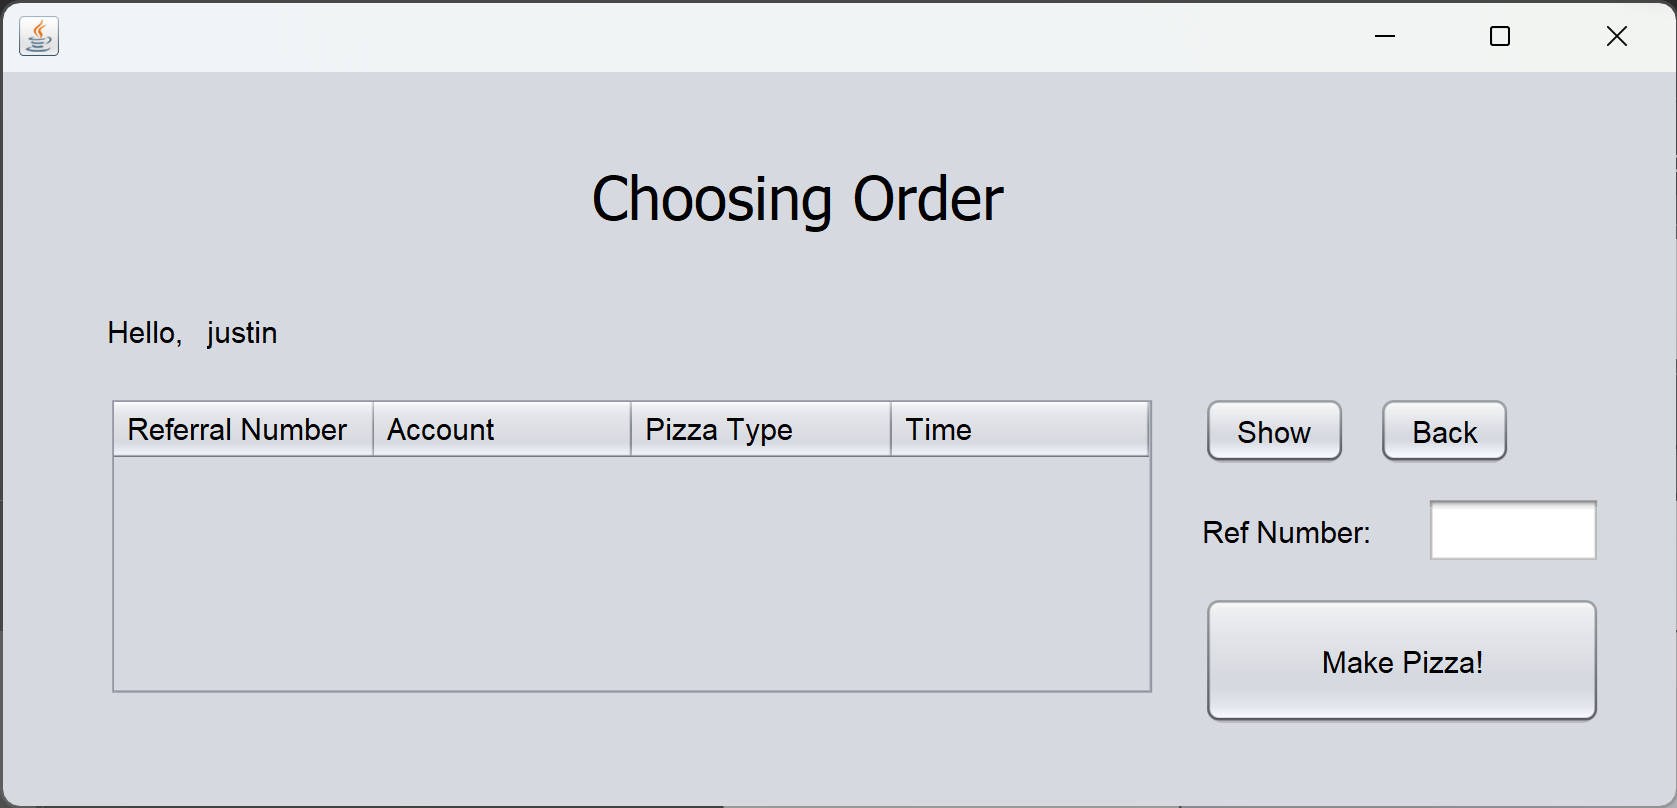 Choosing Order
Hello, justin
Referral Number Account Pizza Type Time
Show Back
Ref Number:
Make Pizza!